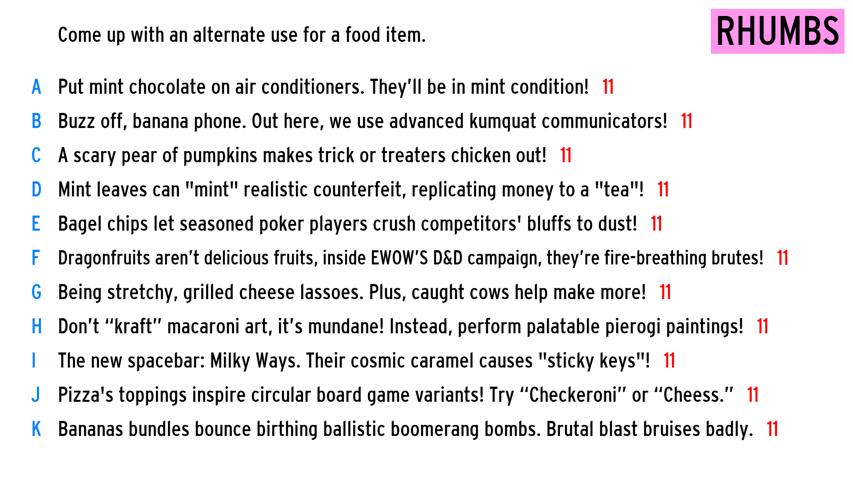 Come up with an alternate use for a food item.
RHUMBS
A Put mint chocolate on air conditioners. They'll be in mint condition! 11
B Buzz off, banana phone. Out here, we use advanced kumquat communicators! 11
C A scary pear of pumpkins makes trick or treaters chicken out! 11
D Mint leaves can "mint" realistic counterfeit, replicating money to a "tea"! 11
E Bagel chips let seasoned poker players crush competitors' bluffs to dust! 11
F Dragonfruits aren't delicious fruits, inside EWOW'S D&D campaign, they're fire-breathing brutes! 11
G Being stretchy, grilled cheese lassoes. Plus, caught cows help make more! 11
H Don't “kraft” macaroni art, it's mundane! Instead, perform palatable pierogi paintings! 11
I The new spacebar: Milky Ways. Their cosmic caramel causes "sticky keys"! 11
J Pizza's toppings inspire circular board game variants! Try “Checkeroni” or “Cheess.” 11
K Bananas bundles bounce birthing ballistic boomerang bombs. Brutal blast bruises badly. 11